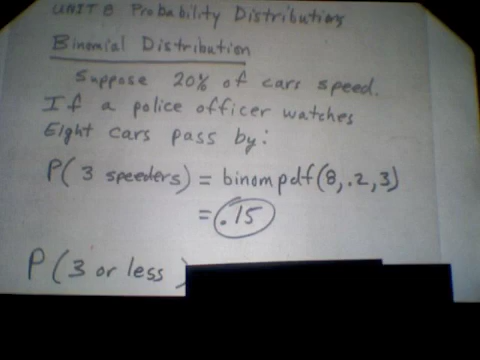 UNIT 8 Probability Distributions
Binomial Distribution
Suppose 20% of cars speed.
If a police officer watches
Eight cars pass by:
P(3 speeders) = binompdf(8,.2,3)
= .15
P(3 or less)